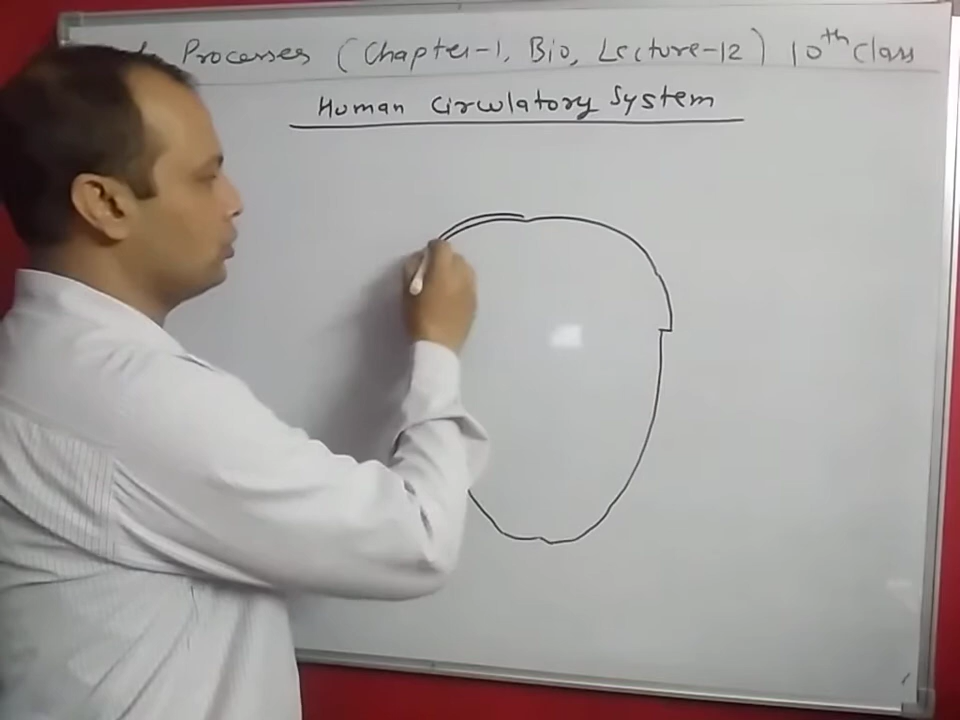 Processes (Chapter-1, Bio, Lecture-12) 10th Class
Human Circulatory System